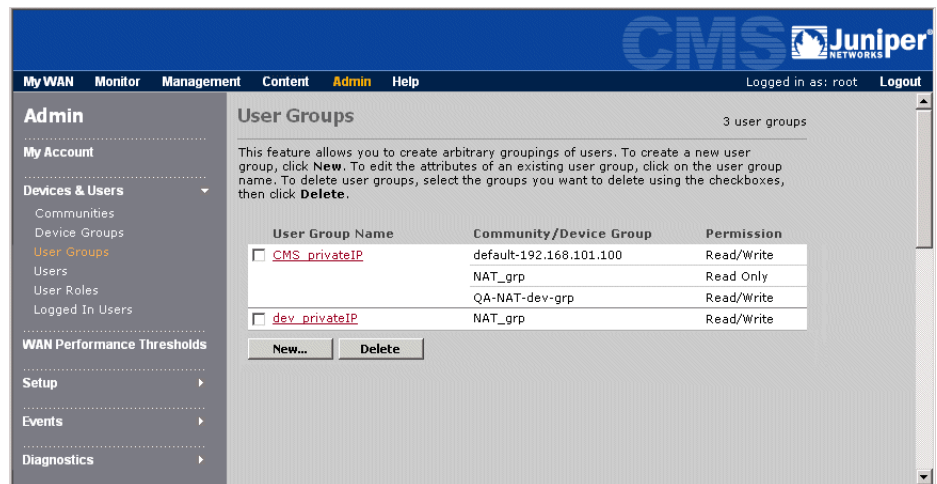 CMS Juniper®
NETWORKS
My WAN Monitor Management Content Admin Help Logged in as: root Logout
Admin
My Account
Devices & Users
Communities
Device Groups
User Groups
Users
User Roles
Logged In Users
WAN Performance Thresholds
Setup
Events
Diagnostics
User Groups 3 user groups
This feature allows you to create arbitrary groupings of users. To create a new user
group, click New. To edit the attributes of an existing user group, click on the user group
name. To delete user groups, select the groups you want to delete using the checkboxes,
then click Delete.
User Group Name Community/Device Group Permission
CMS_privateIP default-192.168.101.100 Read/Write
NAT_grp Read Only
QA-NAT-dev-grp Read/Write
dev_privateIP NAT_grp Read/Write
New... Delete